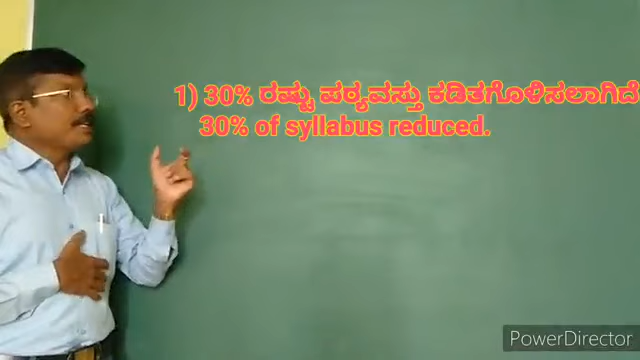 1) 30% ರಷ್ಟು ಪಠ್ಯವಸ್ತು ಕಡಿತಗೊಳಿಸಲಾಗಿದೆ
30% of syllabus reduced.
PowerDirector